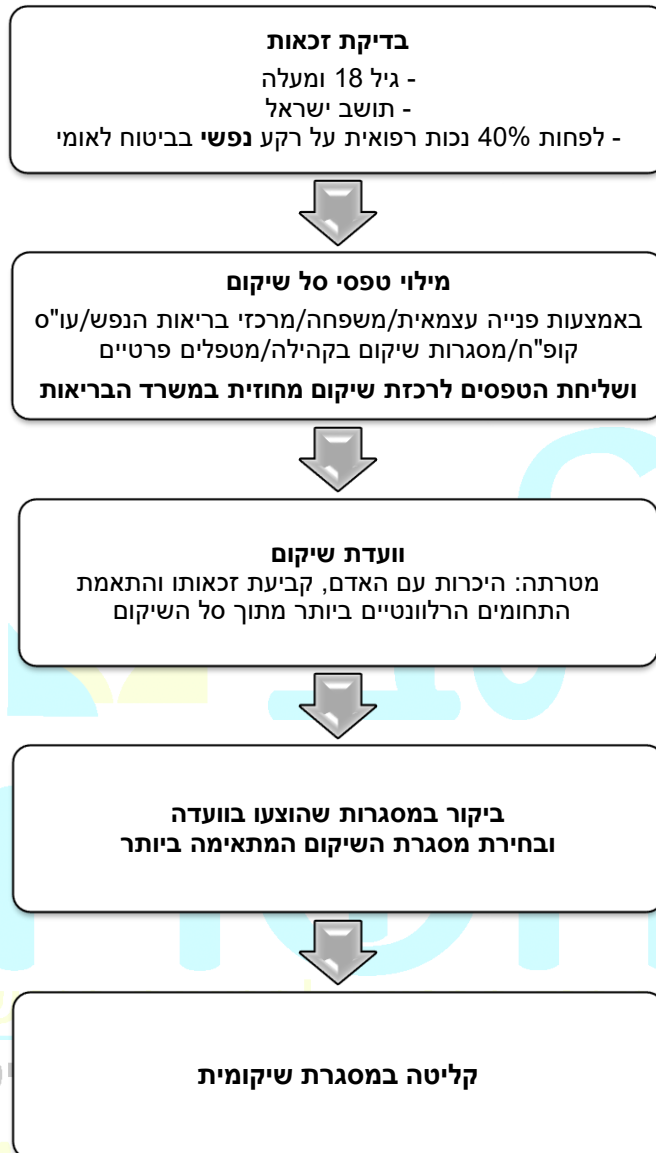 בדיקת זכאות
- גיל 18 ומעלה
- תושב ישראל
- לפחות 40% נכות רפואית על רקע נפשי בביטוח לאומי
מילוי טפסי סל שיקום
באמצעות פנייה עצמאית/משפחה/מרכזי בריאות הנפש/עו"ס
קופ"ח/מסגרות שיקום בקהילה/מטפלים פרטיים
ושליחת הטפסים לרכזת שיקום מחוזית במשרד הבריאות
וועדת שיקום
מטרתה: היכרות עם האדם, קביעת זכאותו והתאמת
התחומים הרלוונטיים ביותר מתוך סל השיקום
ביקור במסגרות שהוצעו בוועדה
ובחירת מסגרת השיקום המתאימה ביותר
קליטה במסגרת שיקומית